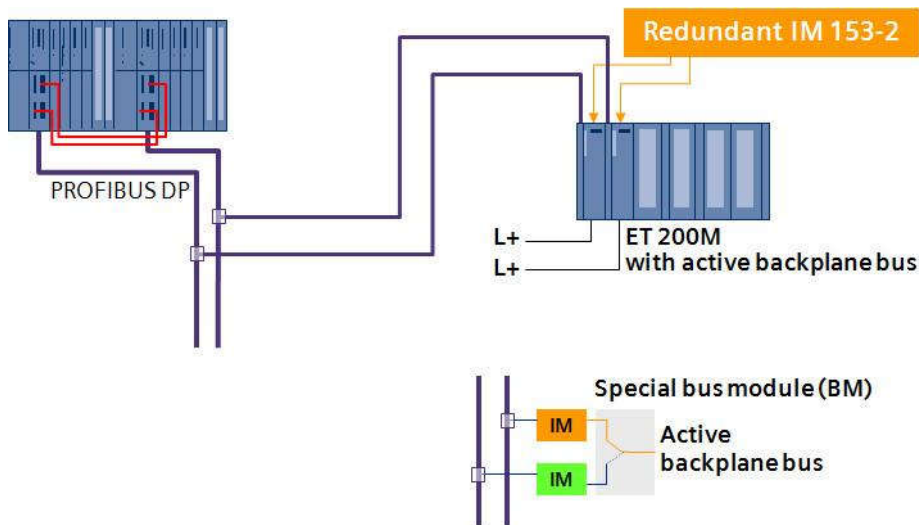 Redundant IM 153-2
PROFIBUS DP
L+
ET 200M
L+
with active backplane bus
Special bus module (BM)
IM
Active
backplane bus
IM